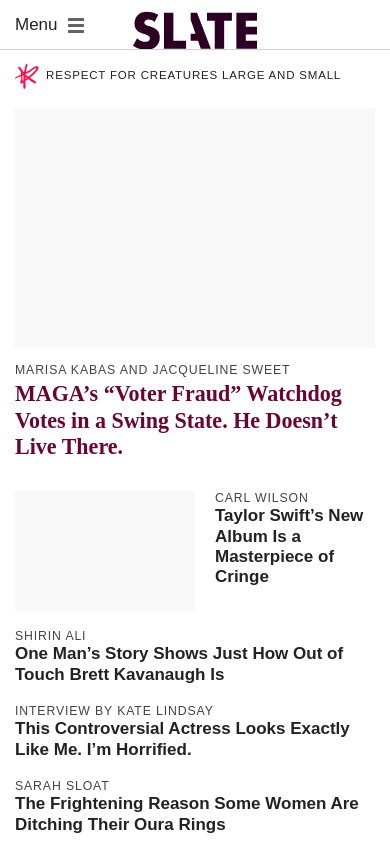 Menu
SLATE
RESPECT FOR CREATURES LARGE AND SMALL
MARISA KABAS AND JACQUELINE SWEET
MAGA’s “Voter Fraud” Watchdog
Votes in a Swing State. He Doesn’t
Live There.
CARL WILSON
Taylor Swift’s New
Album Is a
Masterpiece of
Cringe
SHIRIN ALI
One Man’s Story Shows Just How Out of
Touch Brett Kavanaugh Is
INTERVIEW BY KATE LINDSAY
This Controversial Actress Looks Exactly
Like Me. I’m Horrified.
SARAH SLOAT
The Frightening Reason Some Women Are
Ditching Their Oura Rings